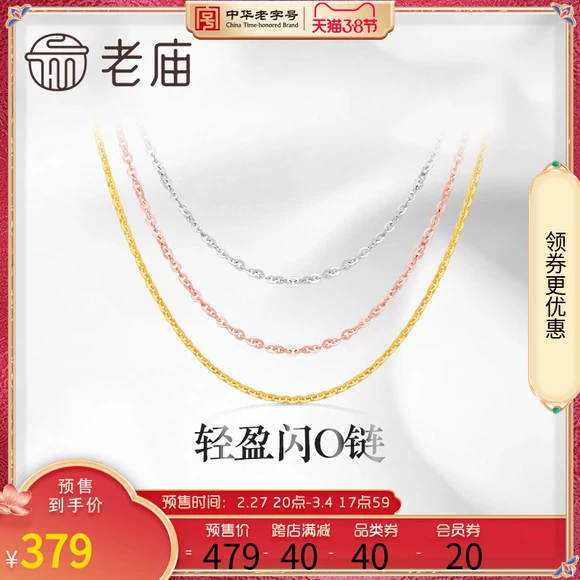 中华老字号
China Time-honored Brand
天猫38节
老庙
领券更优惠
轻盈闪O链
预售时间：2.27 20点-3.4 17点59
预售
到手价
¥379
预售价 跨店满减 品类券 会员券
=479-40-40-20